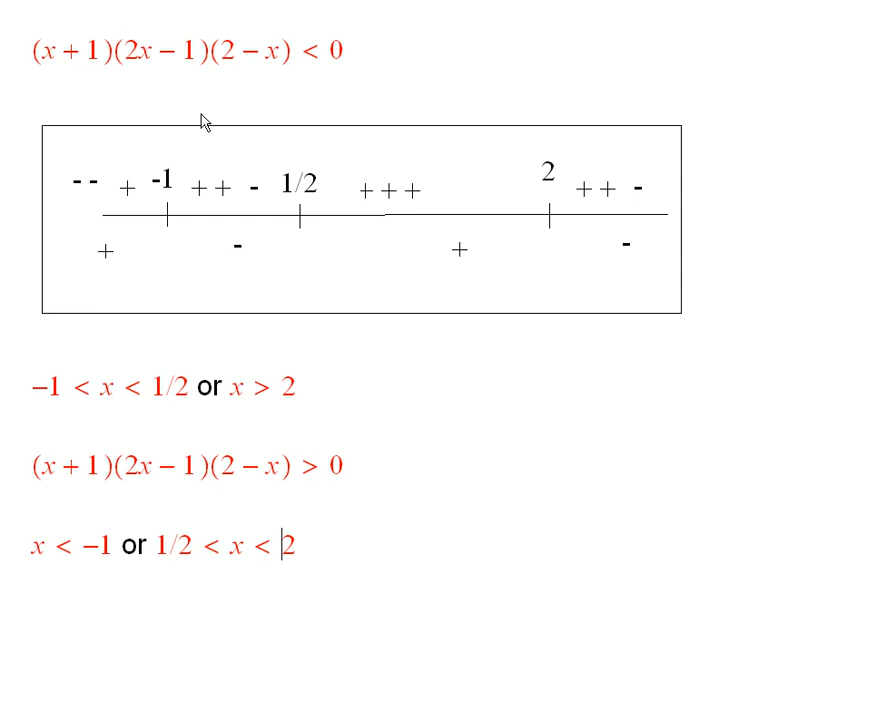 (x + 1)(2x − 1)(2 − x) < 0
- - + -1 + + - 1/2 + + + 2 + + -
+ - + -
−1 < x < 1/2 or x > 2
(x + 1)(2x − 1)(2 − x) > 0
x < −1 or 1/2 < x < 2